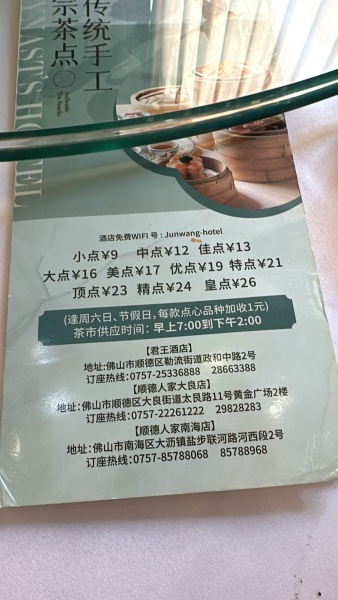 传统手工
宗茶点
Authentic
Tea Snacks
酒店免费WIFI 号：Junwang-hotel
小点¥9 中点¥12 佳点¥13
大点¥16 美点¥17 优点¥19 特点¥21
顶点¥23 精点¥24 皇点¥26
(逢周六日、节假日，每款点心品种加收1元)
茶市供应时间：早上7:00到下午2:00
【君王酒店】
地址:佛山市顺德区勒流街道政和中路2号
订座热线:0757-25336888 28663388
【顺德人家大良店】
地址:佛山市顺德区大良街道太艮路11号黄金广场2楼
订座热线:0757-22261222 29828283
【顺德人家南海店】
地址:佛山市南海区大沥镇盐步联河路河西段2号
订座热线:0757-85788068 85788968